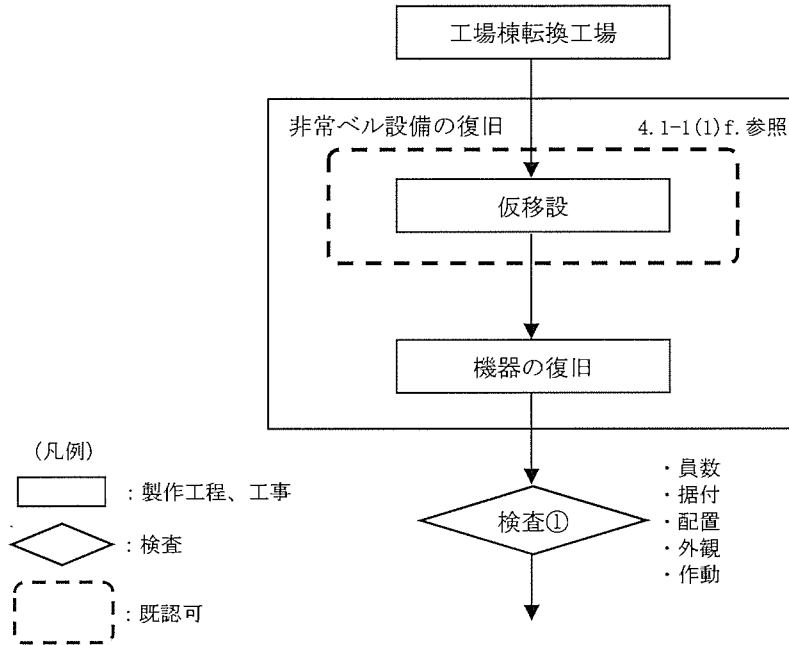 工場棟転換工場
非常ベル設備の復旧 4.1-1(1)f.参照
仮移設
機器の復旧
検査①
・員数
・据付
・配置
・外観
・作動
(凡例)
：製作工程、工事
：検査
：既認可